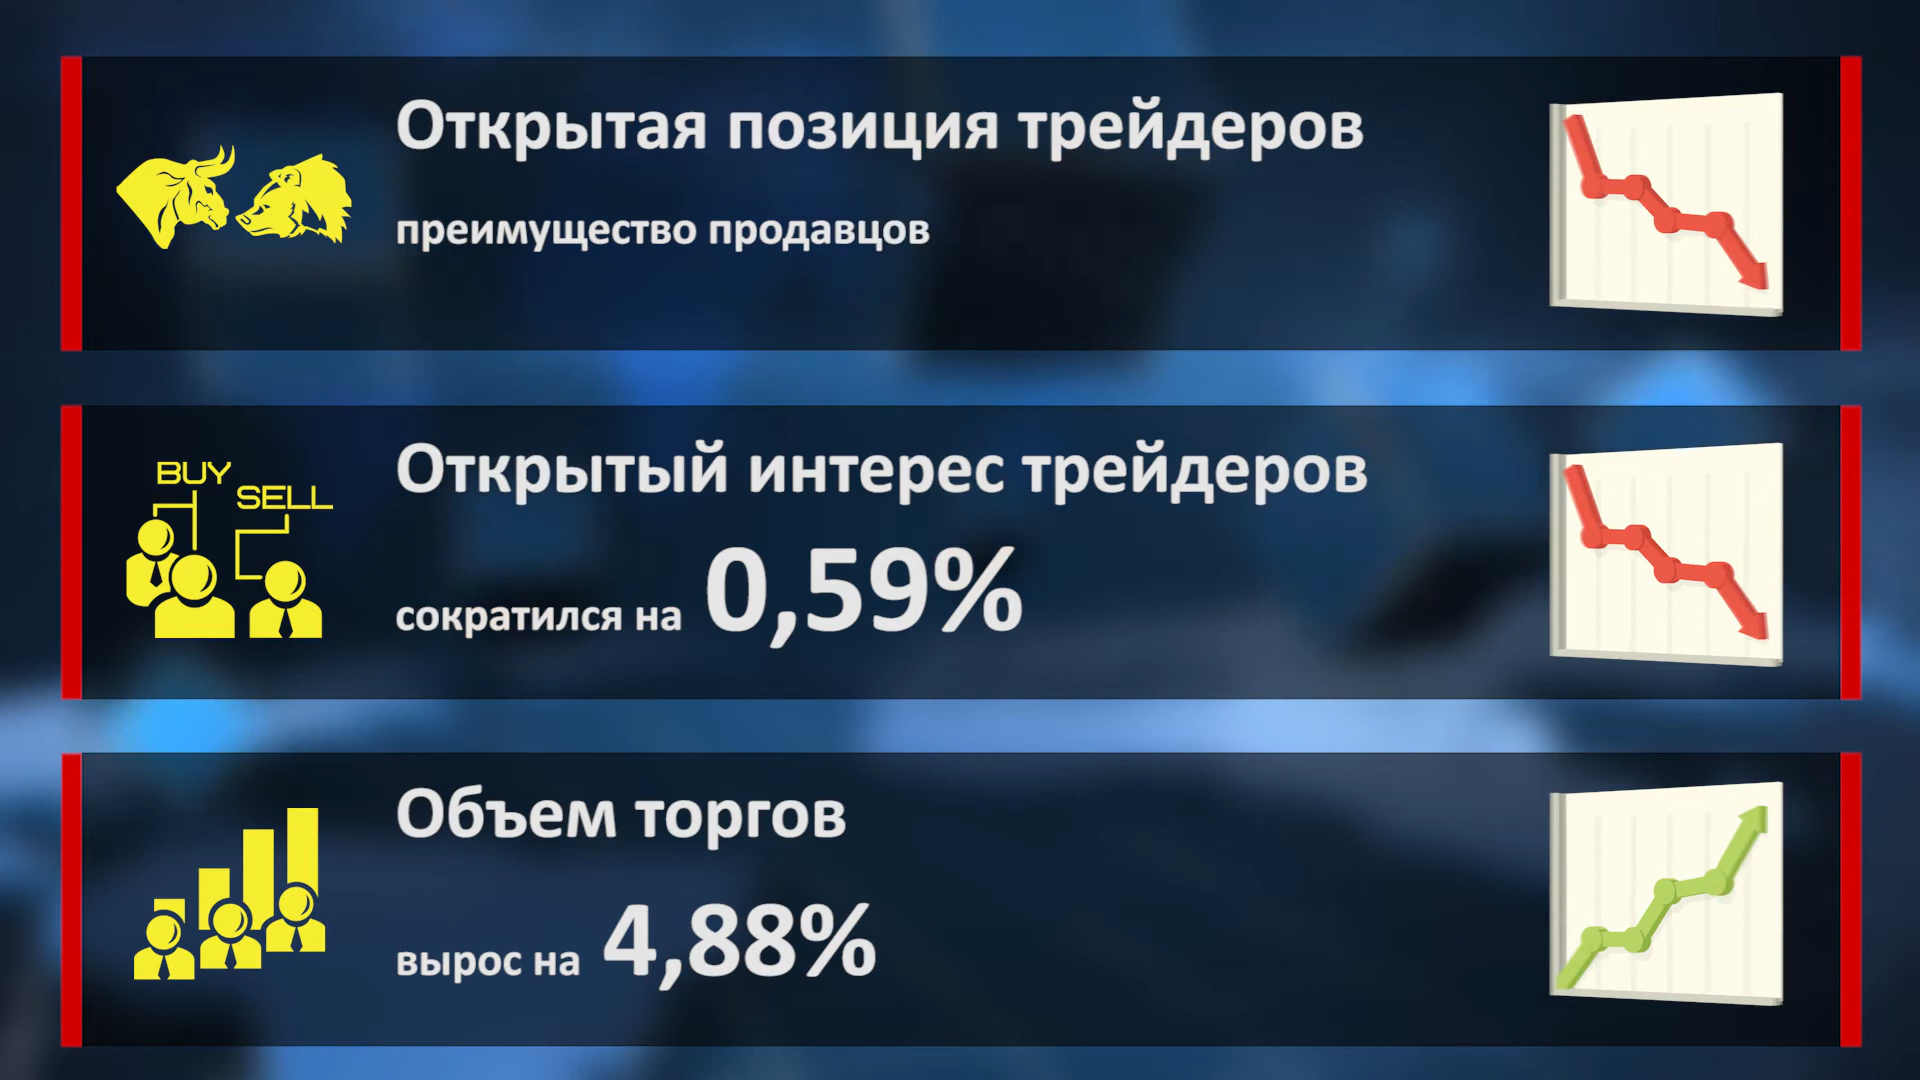 Открытая позиция трейдеров
преимущество продавцов
BUY
SELL
Открытый интерес трейдеров
сократился на 0,59%
Объем торгов
вырос на 4,88%